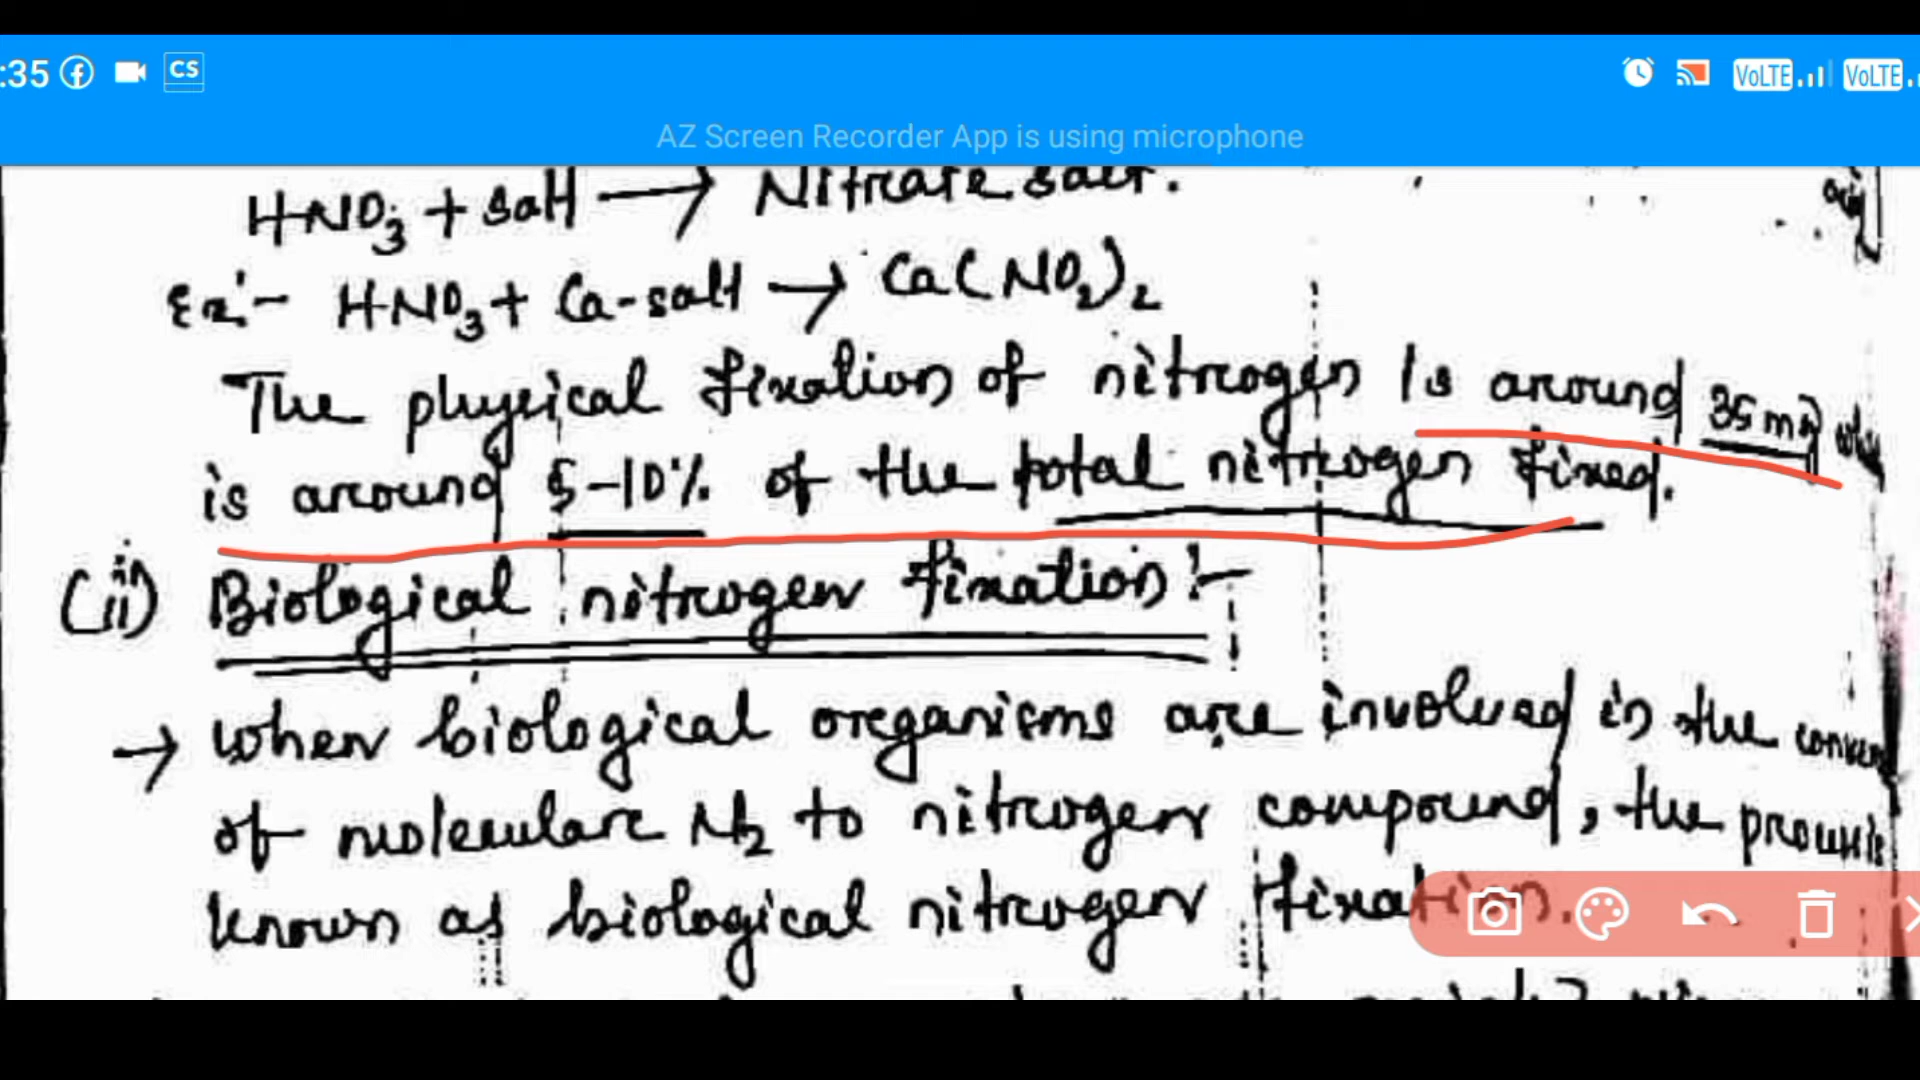 :35 CS VoLTE VoLTE
AZ Screen Recorder App is using microphone
HNO3 + salt → Nitrate salt.
Ex:- HNO3 + Ca-salt → Ca(NO2)2
The physical fixation of nitrogen is around 35 mg
is around 5-10% of the total nitrogen fixed.
(ii) Biological nitrogen fixation:-
→ When biological organisms are involved in the conver
of molecular N2 to nitrogen compound, the
known as biological nitrogen fixation.